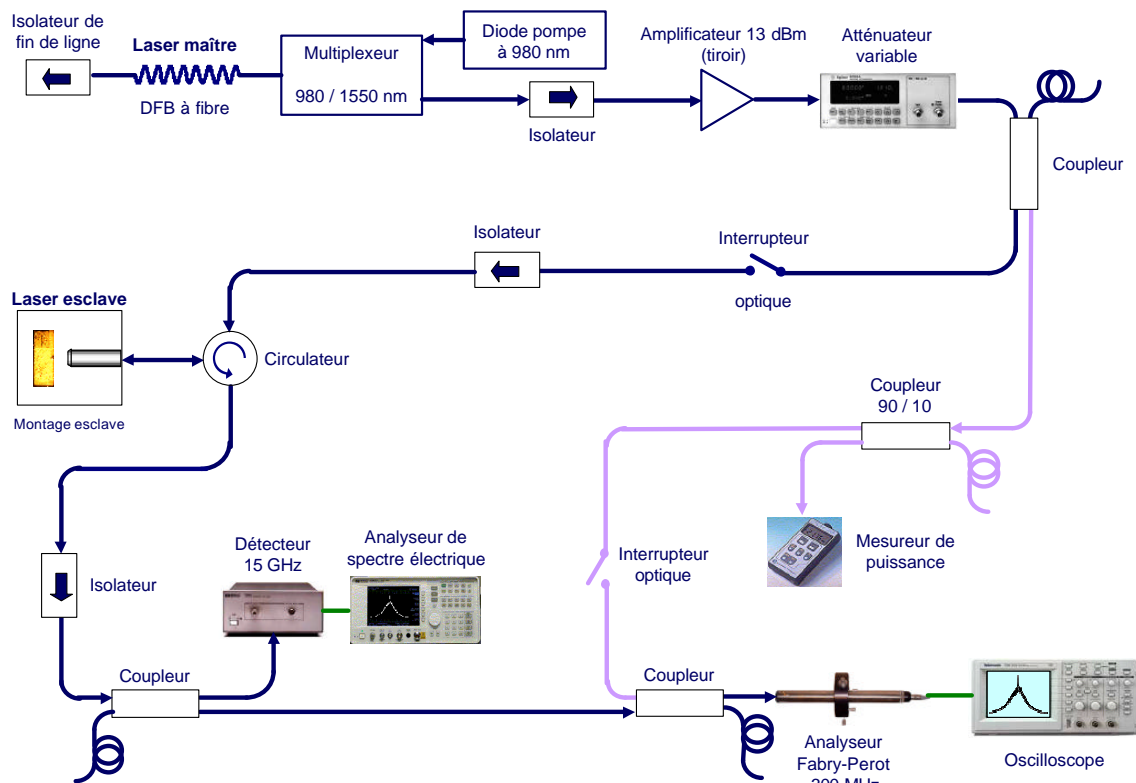 Isolateur de
fin de ligne
Laser maître
DFB à fibre
Multiplexeur
980 / 1550 nm
Diode pompe
à 980 nm
Isolateur
Amplificateur 13 dBm
(tiroir)
Atténuateur
variable
Coupleur
Isolateur
Interrupteur
optique
Laser esclave
Montage esclave
Circulateur
Coupleur
90 / 10
Mesureur de
puissance
Isolateur
Détecteur
15 GHz
Analyseur de
spectre électrique
Interrupteur
optique
Coupleur
Coupleur
Analyseur
Fabry-Perot
300 MHz
Oscilloscope